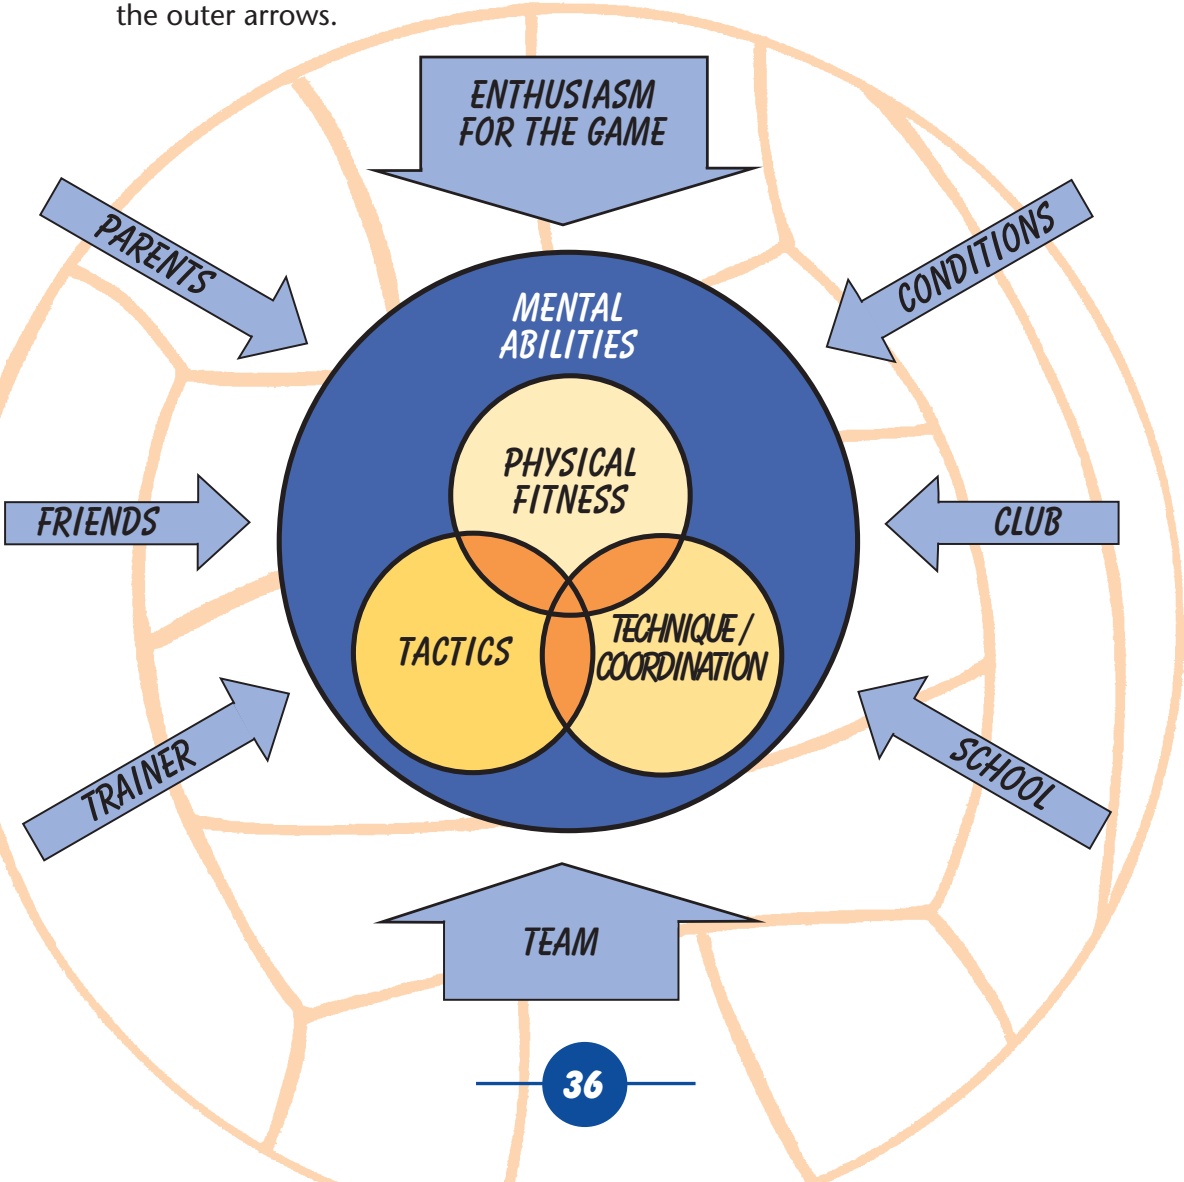 the outer arrows.
ENTHUSIASM
FOR THE GAME
PARENTS
CONDITIONS
MENTAL
ABILITIES
PHYSICAL
FITNESS
FRIENDS
CLUB
TACTICS
TECHNIQUE /
COORDINATION
TRAINER
SCHOOL
TEAM
36